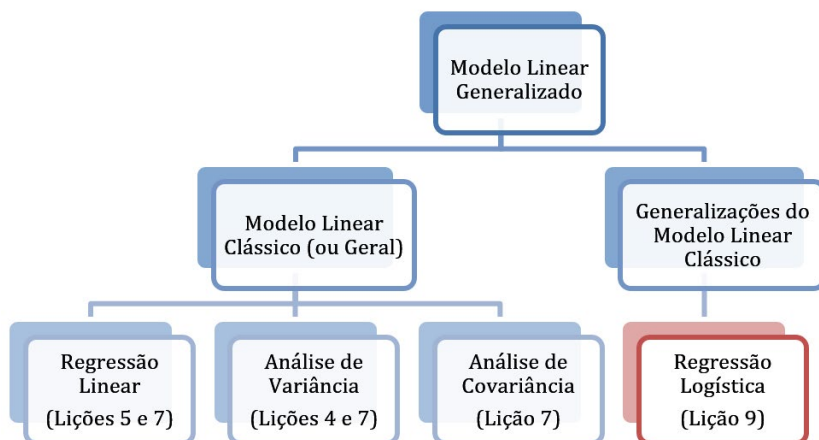 Modelo Linear
Generalizado
Modelo Linear
Clássico (ou Geral)
Generalizações do
Modelo Linear
Clássico
Regressão
Linear
(Lições 5 e 7)
Análise de
Variância
(Lições 4 e 7)
Análise de
Covariância
(Lição 7)
Regressão
Logística
(Lição 9)